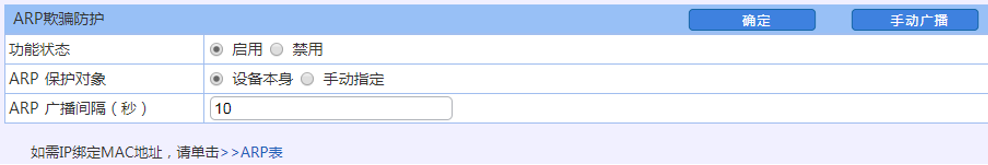 ARP欺骗防护 确定 手动广播
功能状态 启用 禁用
ARP 保护对象 设备本身 手动指定
ARP 广播间隔（秒） 10
如需IP绑定MAC地址，请单击>>ARP表